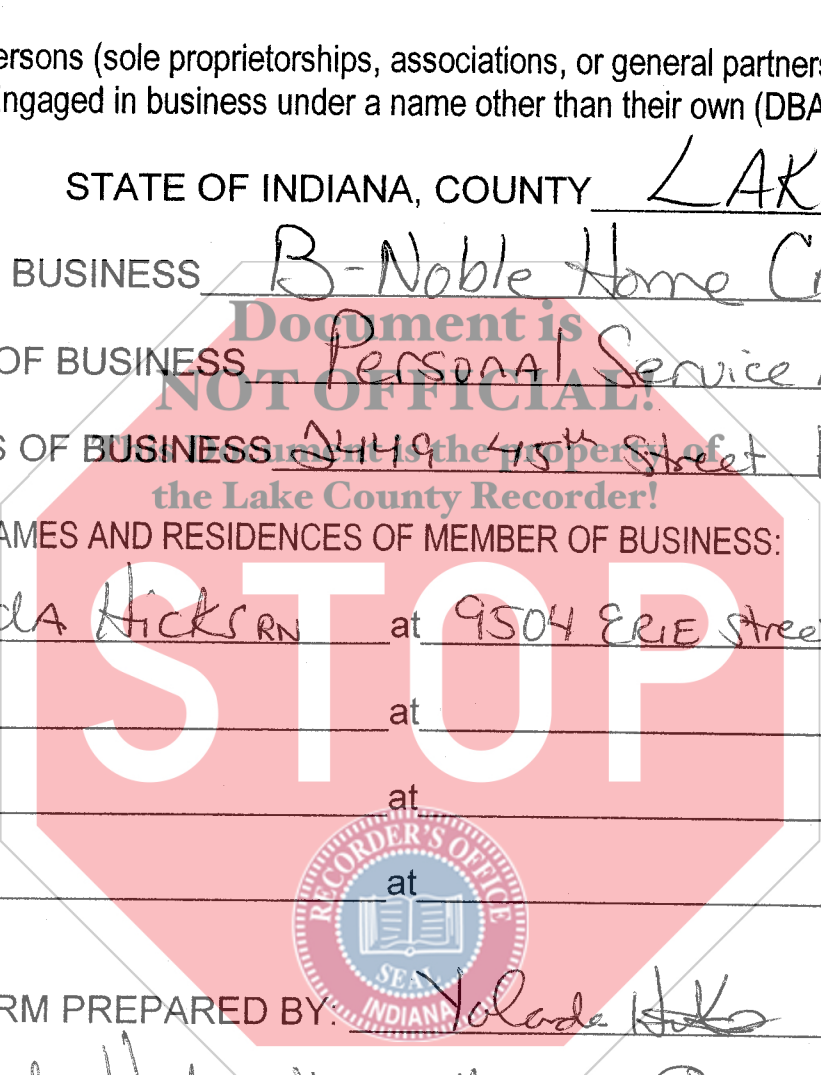 ersons (sole proprietorships, associations, or general partners
Engaged in business under a name other than their own (DBA
STATE OF INDIANA, COUNTY LAK
BUSINESS B-Noble Home C
Document is
OF BUSINESS Personal Service
NOT OFFICIAL!
S OF BUSINESS 2449 45th Street
This Document is the property of
the Lake County Recorder!
AMES AND RESIDENCES OF MEMBER OF BUSINESS:
dA Hicks RN at 9504 ERIE Stree
STOP
at
at
RECORDER'S OFFICE
at
SEAL
RM PREPARED BY: Yolanda Hicks
INDIANA